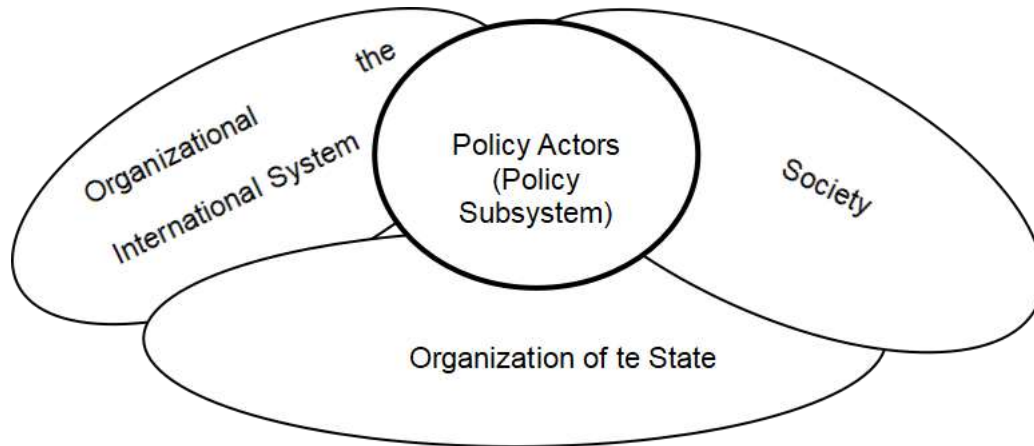 Organizational the
International System
Policy Actors
(Policy
Subsystem)
Society
Organization of te State